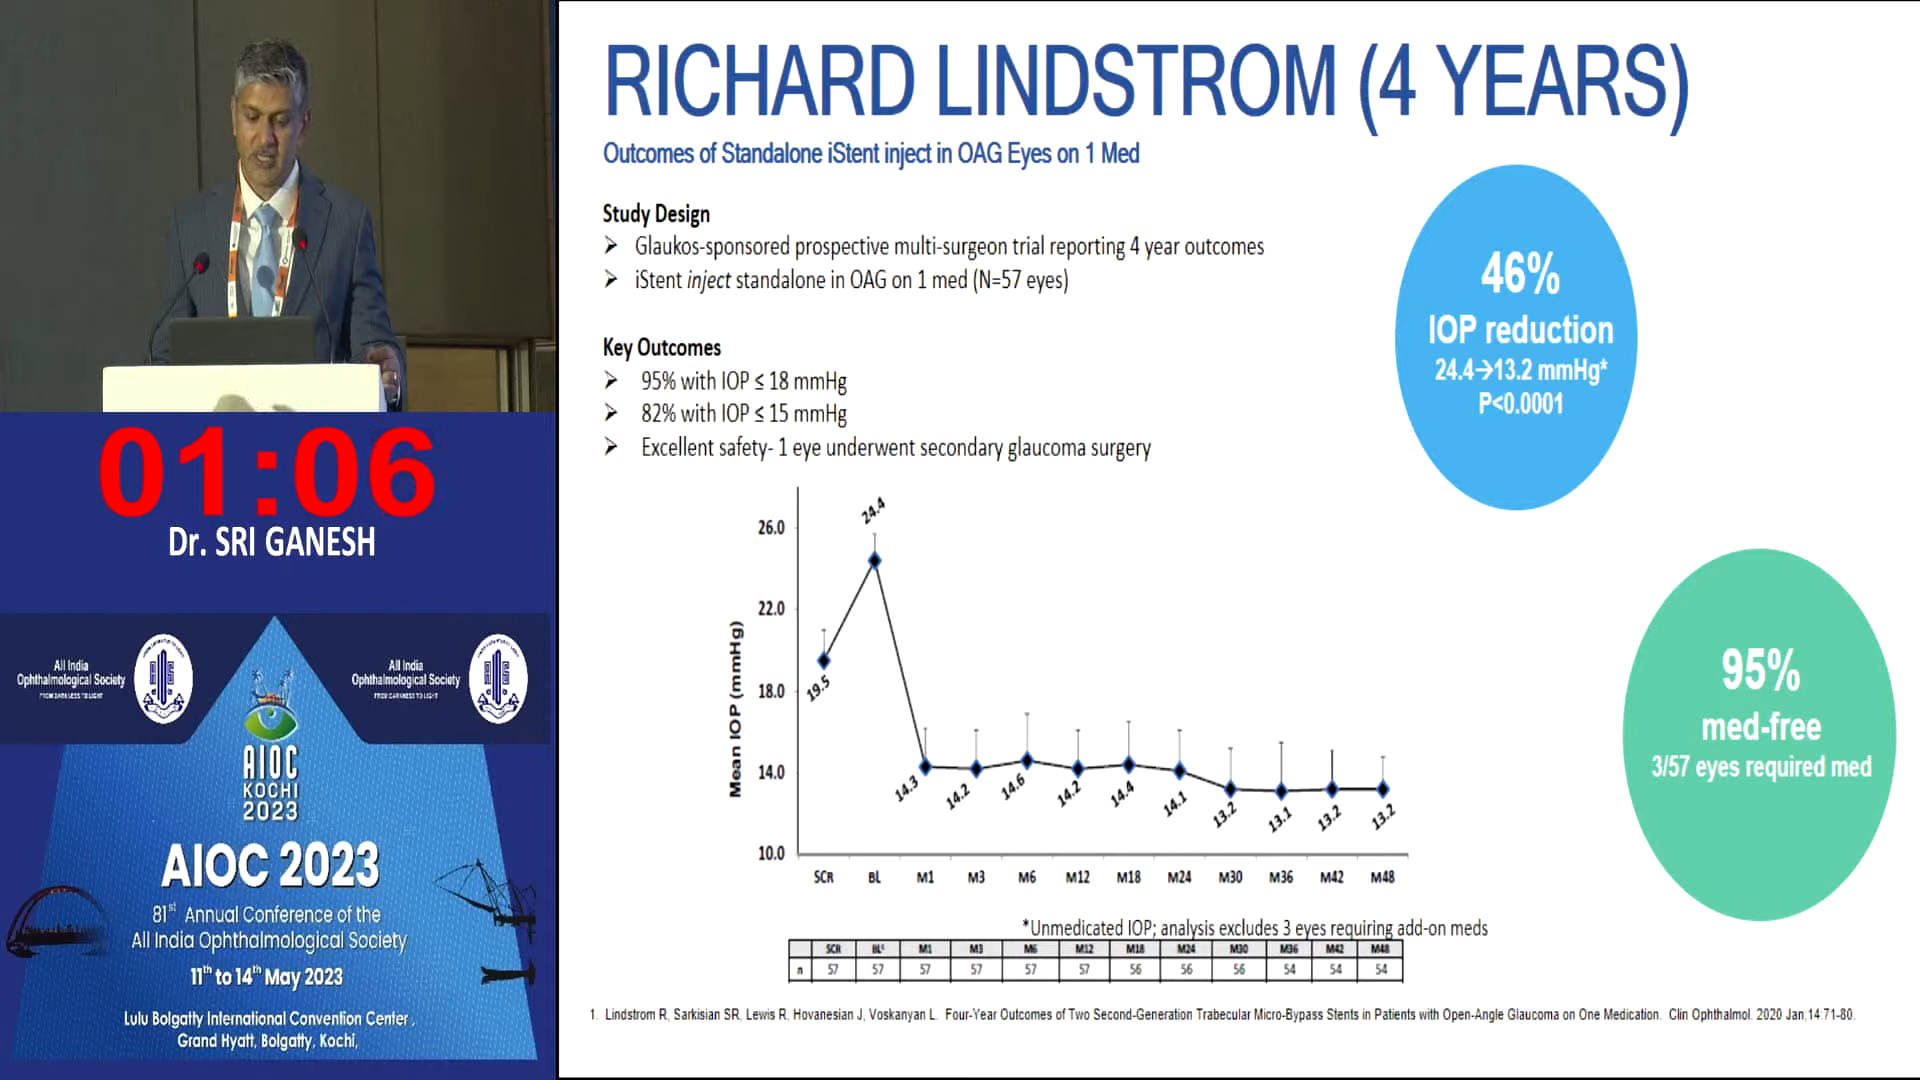 RICHARD LINDSTROM (4 YEARS)
Outcomes of Standalone iStent inject in OAG Eyes on 1 Med
Study Design
➤ Glaukos-sponsored prospective multi-surgeon trial reporting 4 year outcomes
➤ iStent inject standalone in OAG on 1 med (N=57 eyes)
Key Outcomes
➤ 95% with IOP ≤ 18 mmHg
➤ 82% with IOP ≤ 15 mmHg
➤ Excellent safety- 1 eye underwent secondary glaucoma surgery
46%
IOP reduction
24.4→13.2 mmHg*
P<0.0001
95%
med-free
3/57 eyes required med
Mean IOP (mmHg)
26.0
22.0
18.0
14.0
10.0
19.5
24.4
14.3
14.2
14.6
14.2
14.4
14.1
13.2
13.1
13.2
13.2
SCR BL M1 M3 M6 M12 M18 M24 M30 M36 M42 M48
*Unmedicated IOP; analysis excludes 3 eyes requiring add-on meds
SCR M1 M3 M6 M12 M18 M24 M30 M36 M42 M48
n 57 57 57 57 57 57 56 56 56 54 54 54
1. Lindstrom R, Sarkisian SR, Lewis R, Hovanesian J, Voskanyan L. Four-Year Outcomes of Two Second-Generation Trabecular Micro-Bypass Stents in Patients with Open-Angle Glaucoma on One Medication. Clin Ophthalmol. 2020 Jan;14:71-80.
01:06
Dr. SRI GANESH
All India
Ophthalmological Society
FROM DARKNESS TO LIGHT
All India
Ophthalmological Society
FROM DARKNESS TO LIGHT
AIOC
KOCHI
2023
AIOC 2023
81st Annual Conference of the
All India Ophthalmological Society
11th to 14th May 2023
Lulu Bolgatty International Convention Center,
Grand Hyatt, Bolgatty, Kochi,